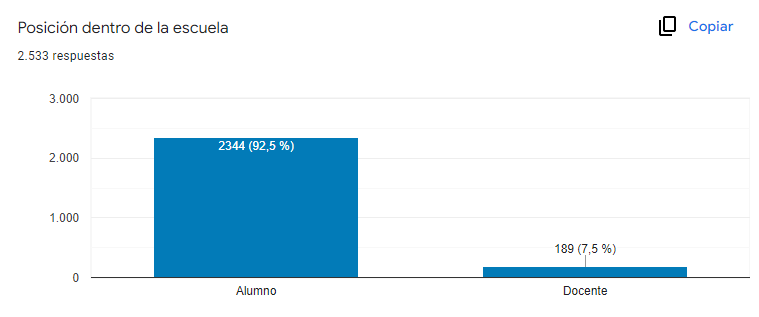 Posición dentro de la escuela
Copiar
2.533 respuestas
3.000
2.000
1.000
0
2344 (92,5 %)
189 (7,5 %)
Alumno
Docente